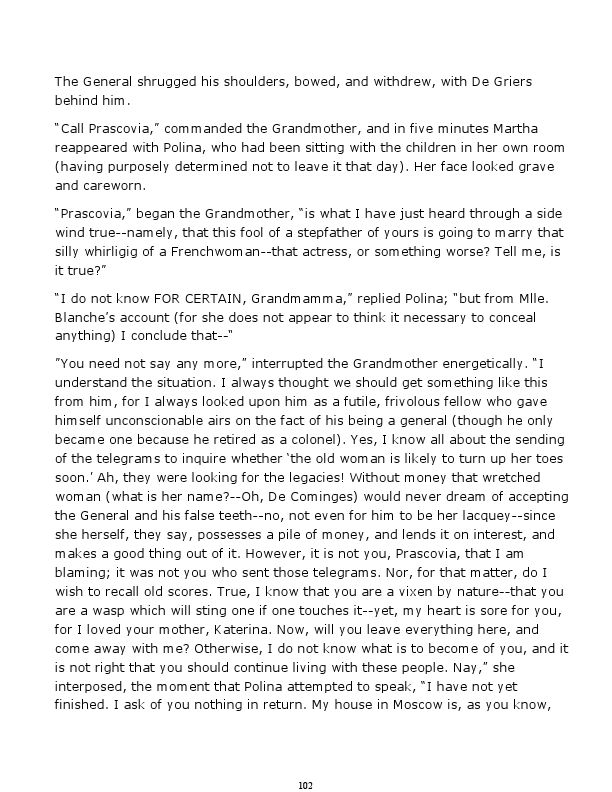 The General shrugged his shoulders, bowed, and withdrew, with De Griers
behind him.
“Call Prascovia,” commanded the Grandmother, and in five minutes Martha
reappeared with Polina, who had been sitting with the children in her own room
(having purposely determined not to leave it that day). Her face looked grave
and careworn.
“Prascovia,” began the Grandmother, “is what I have just heard through a side
wind true--namely, that this fool of a stepfather of yours is going to marry that
silly whirligig of a Frenchwoman--that actress, or something worse? Tell me, is
it true?”
“I do not know FOR CERTAIN, Grandmamma,” replied Polina; “but from Mlle.
Blanche’s account (for she does not appear to think it necessary to conceal
anything) I conclude that--“
”You need not say any more,” interrupted the Grandmother energetically. “I
understand the situation. I always thought we should get something like this
from him, for I always looked upon him as a futile, frivolous fellow who gave
himself unconscionable airs on the fact of his being a general (though he only
became one because he retired as a colonel). Yes, I know all about the sending
of the telegrams to inquire whether ‘the old woman is likely to turn up her toes
soon.’ Ah, they were looking for the legacies! Without money that wretched
woman (what is her name?--Oh, De Cominges) would never dream of accepting
the General and his false teeth--no, not even for him to be her lacquey--since
she herself, they say, possesses a pile of money, and lends it on interest, and
makes a good thing out of it. However, it is not you, Prascovia, that I am
blaming; it was not you who sent those telegrams. Nor, for that matter, do I
wish to recall old scores. True, I know that you are a vixen by nature--that you
are a wasp which will sting one if one touches it--yet, my heart is sore for you,
for I loved your mother, Katerina. Now, will you leave everything here, and
come away with me? Otherwise, I do not know what is to become of you, and it
is not right that you should continue living with these people. Nay,” she
interposed, the moment that Polina attempted to speak, “I have not yet
finished. I ask of you nothing in return. My house in Moscow is, as you know,
102